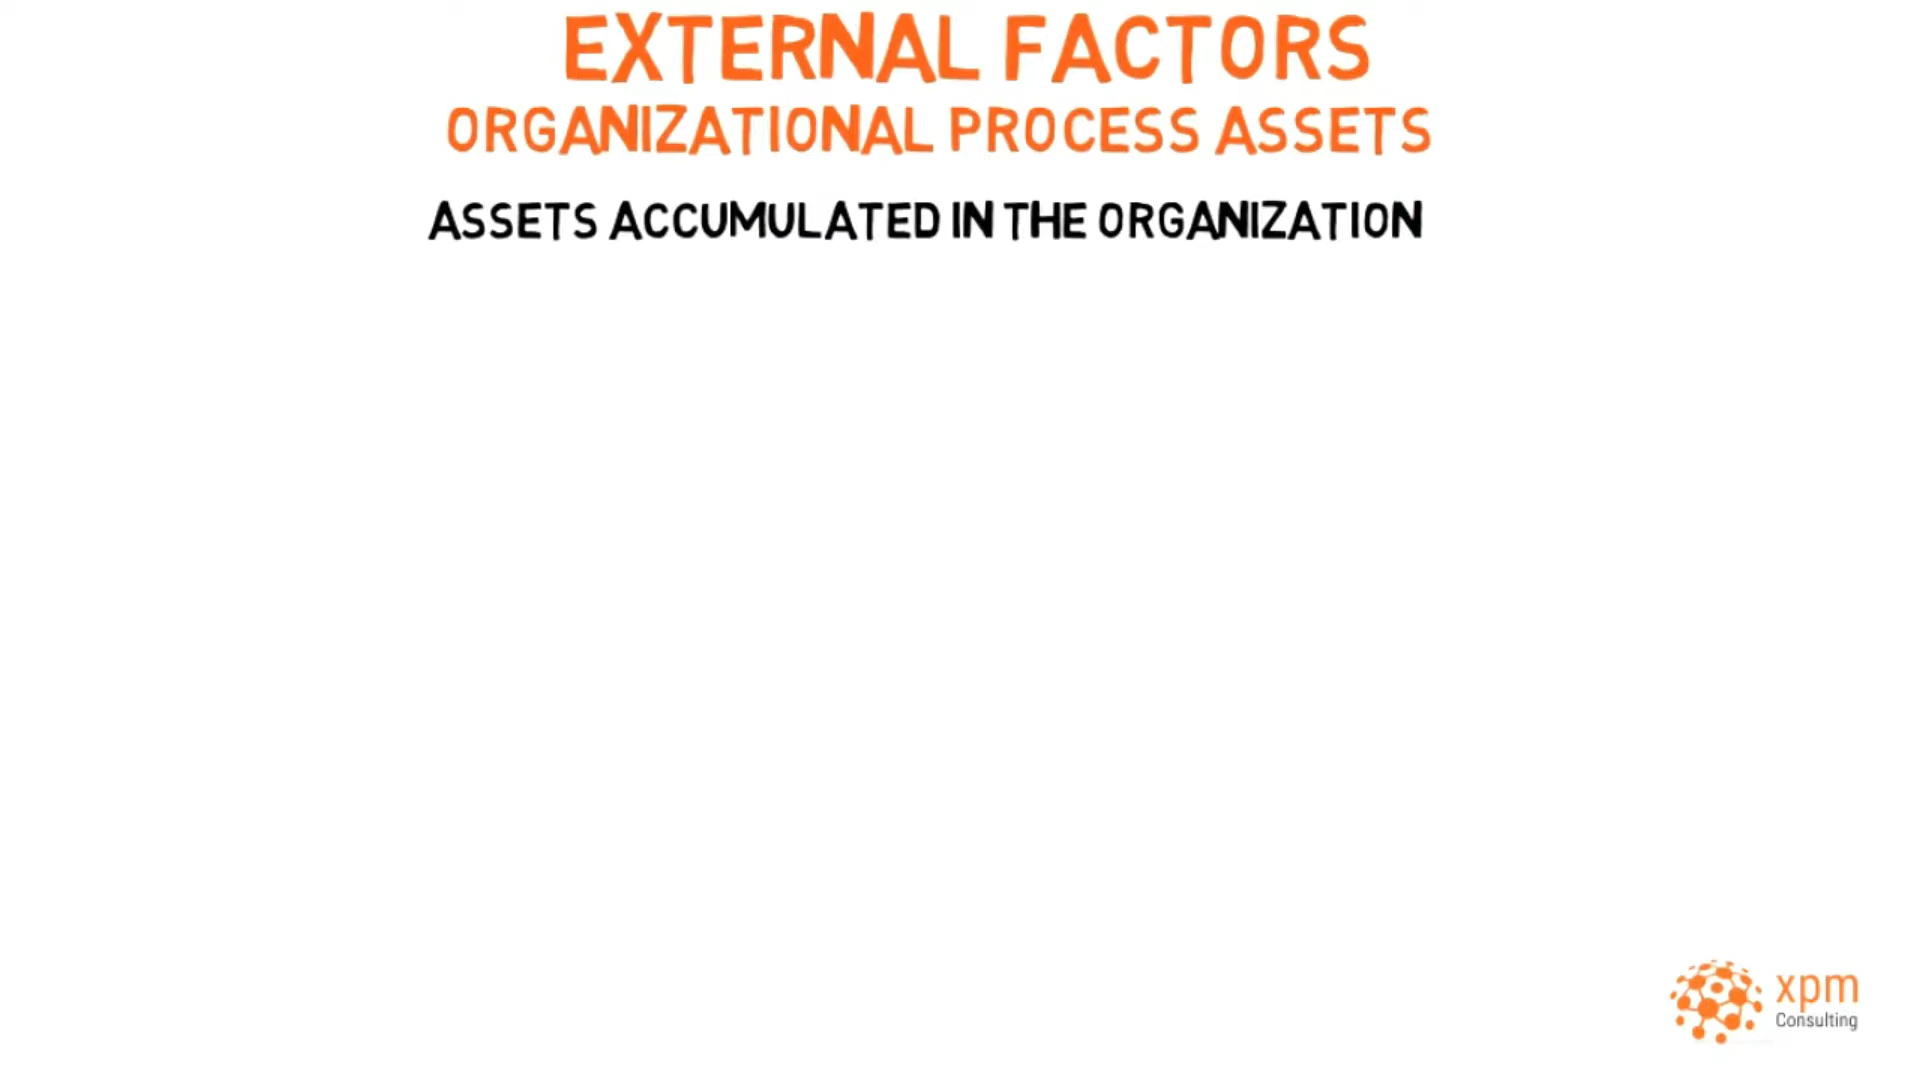 EXTERNAL FACTORS
ORGANIZATIONAL PROCESS ASSETS
ASSETS ACCUMULATED IN THE ORGANIZATION
xpm
Consulting